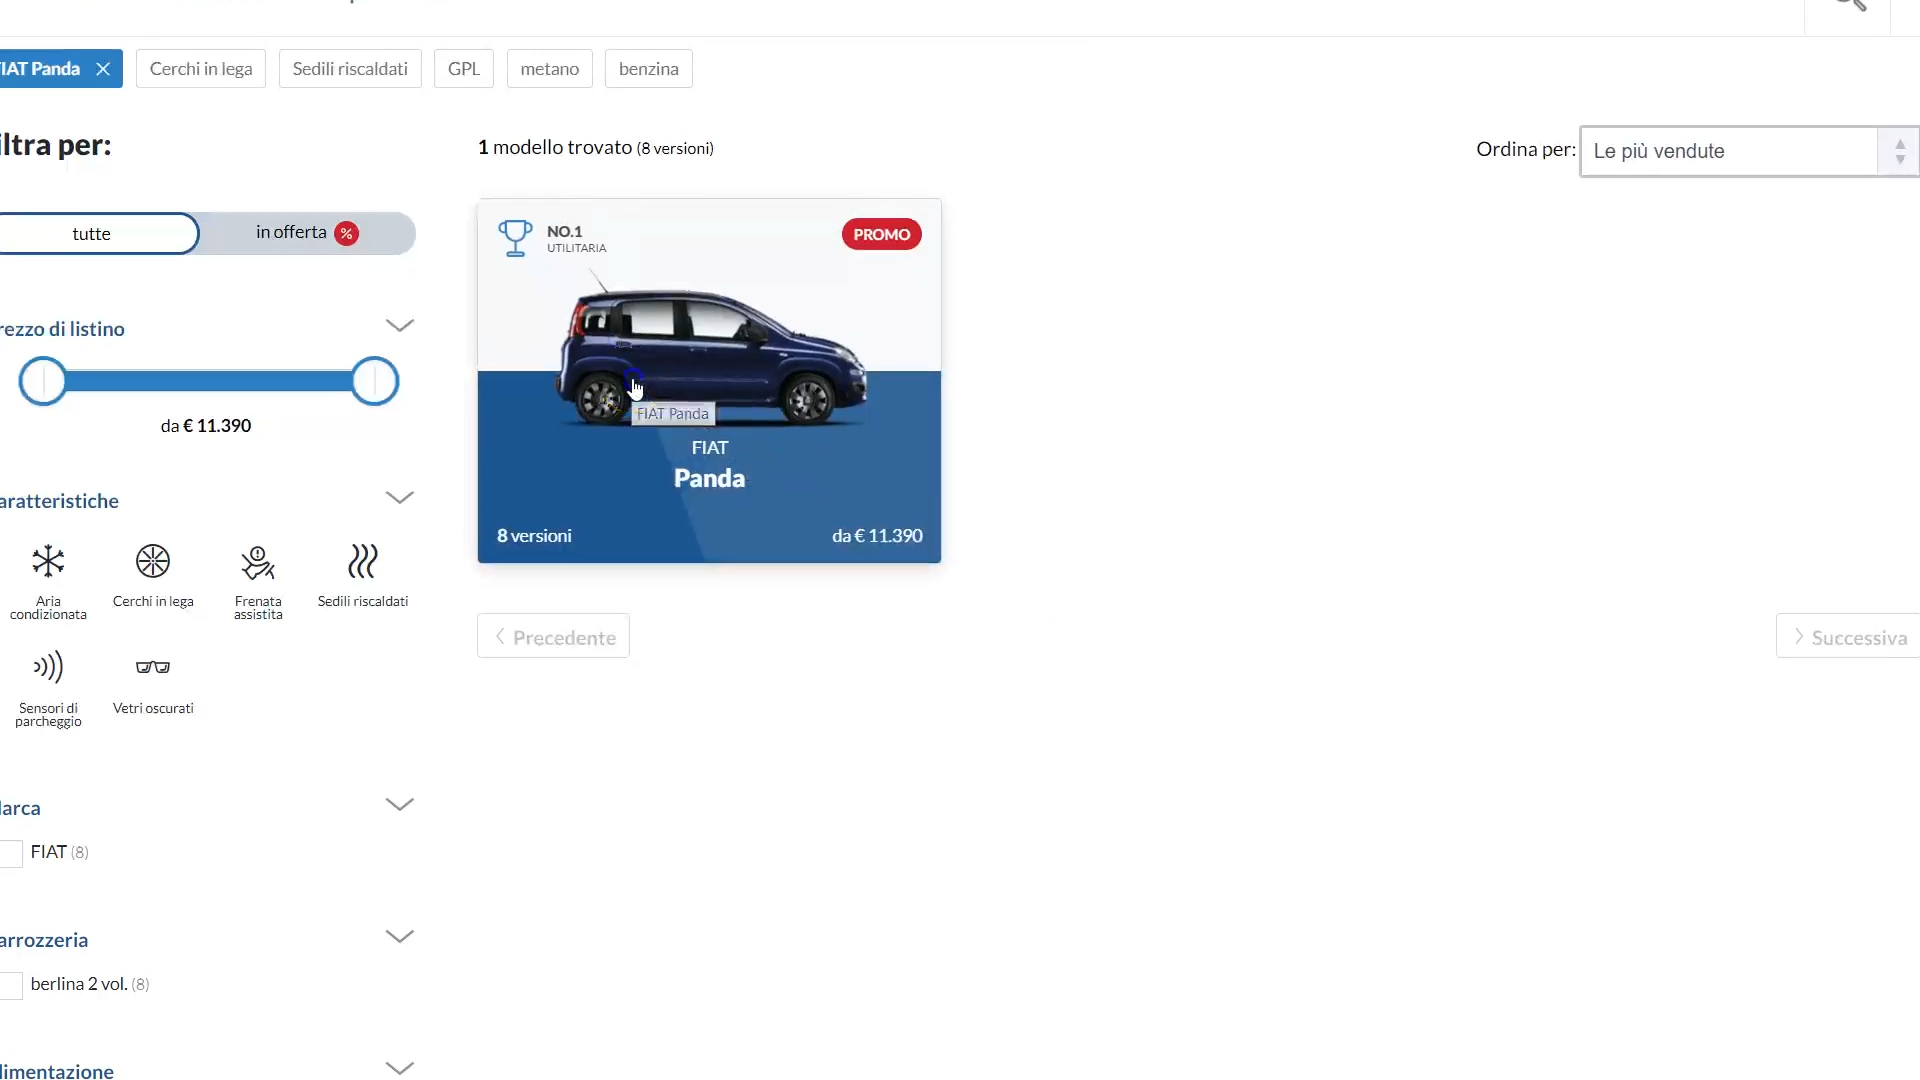 IAT Panda
Cerchi in lega
Sedili riscaldati
GPL
metano
benzina
iltra per:
1 modello trovato (8 versioni)
Ordina per:
Le più vendute
tutte
in offerta %
NO.1
UTILITARIA
PROMO
rezzo di listino
da € 11.390
FIAT Panda
FIAT
Panda
8 versioni
da € 11.390
aratteristiche
Aria
condizionata
Cerchi in lega
Frenata
assistita
Sedili riscaldati
Sensori di
parcheggio
Vetri oscurati
Precedente
Successiva
arca
FIAT (8)
arrozzeria
berlina 2 vol. (8)
limentazione